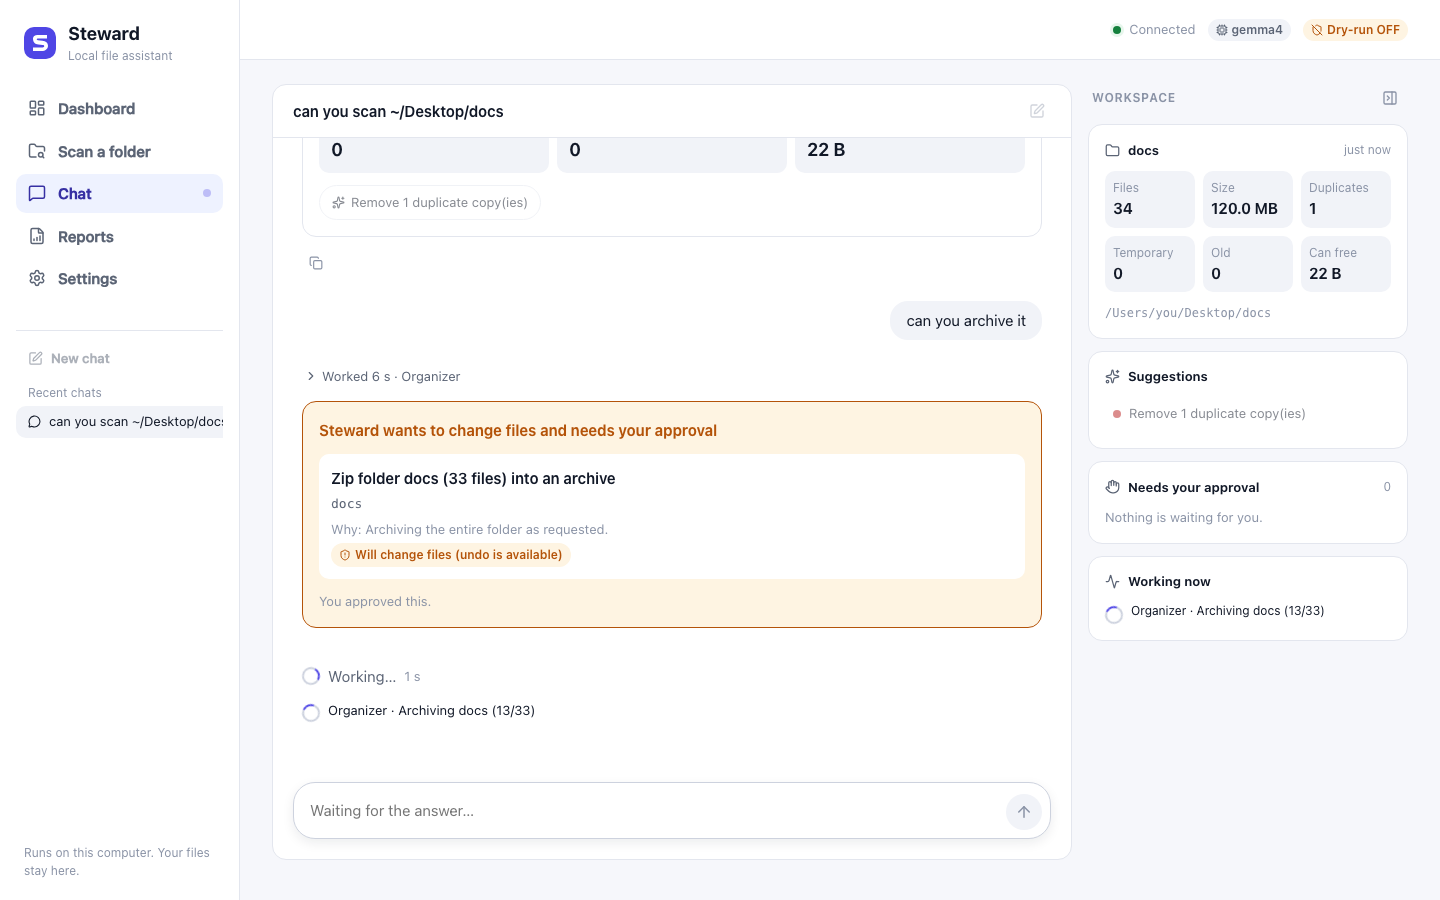 Steward
Local file assistant
Dashboard
Scan a folder
Chat
Reports
Settings
New chat
Recent chats
can you scan ~/Desktop/docs
Runs on this computer. Your files
stay here.
Connected
gemma4
Dry-run OFF
can you scan ~/Desktop/docs
0
0
22 B
Remove 1 duplicate copy(ies)
can you archive it
Worked 6 s · Organizer
Steward wants to change files and needs your approval
Zip folder docs (33 files) into an archive
docs
Why: Archiving the entire folder as requested.
Will change files (undo is available)
You approved this.
Working... 1 s
Organizer · Archiving docs (13/33)
Waiting for the answer...
WORKSPACE
docs
just now
Files
34
Size
120.0 MB
Duplicates
1
Temporary
0
Old
0
Can free
22 B
/Users/you/Desktop/docs
Suggestions
Remove 1 duplicate copy(ies)
Needs your approval
0
Nothing is waiting for you.
Working now
Organizer · Archiving docs (13/33)